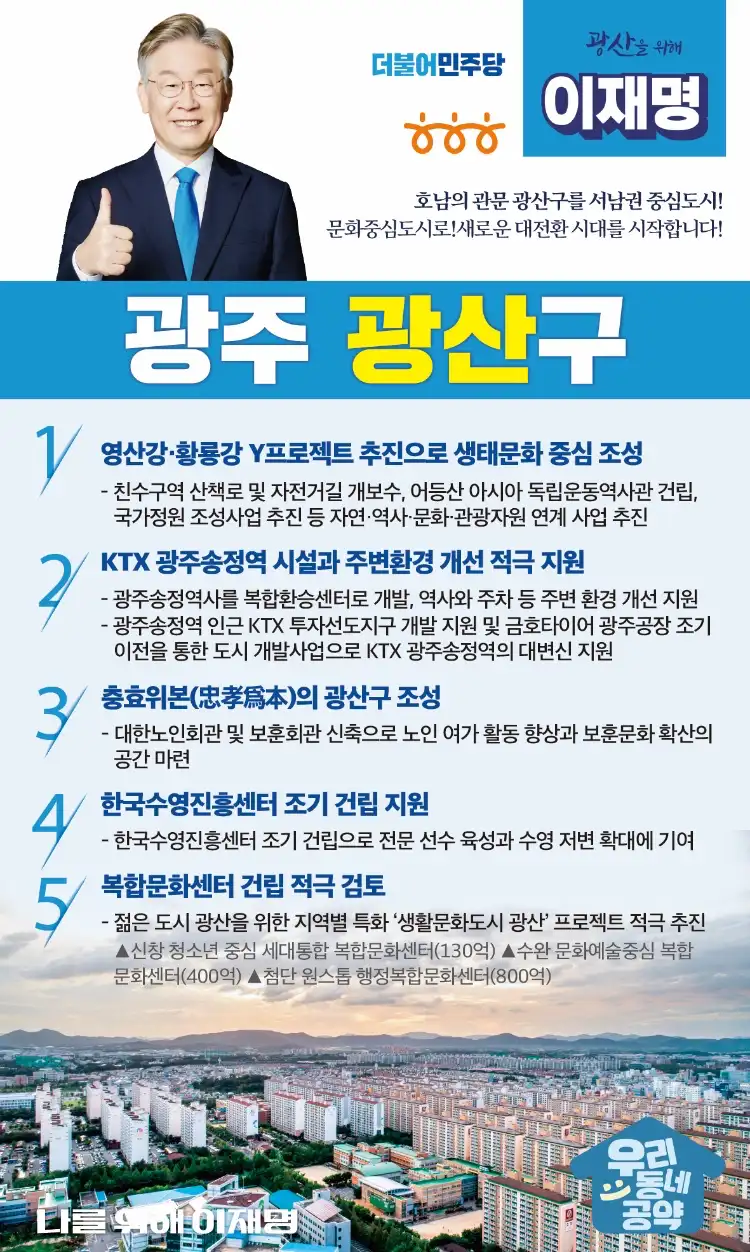 더불어민주당
광산을 위해
이재명
호남의 관문 광산구를 서남권 중심도시!
문화중심도시로!새로운 대전환 시대를 시작합니다!
광주 광산구
1
영산강·황룡강 Y프로젝트 추진으로 생태문화 중심 조성
- 친수구역 산책로 및 자전거길 개보수, 어등산 아시아 독립운동역사관 건립,
국가정원 조성사업 추진 등 자연·역사·문화·관광자원 연계 사업 추진
2
KTX 광주송정역 시설과 주변환경 개선 적극 지원
- 광주송정역사를 복합환승센터로 개발, 역사와 주차 등 주변 환경 개선 지원
- 광주송정역 인근 KTX 투자선도지구 개발 지원 및 금호타이어 광주공장 조기
이전을 통한 도시 개발사업으로 KTX 광주송정역의 대변신 지원
3
충효위본(忠孝爲本)의 광산구 조성
- 대한노인회관 및 보훈회관 신축으로 노인 여가 활동 향상과 보훈문화 확산의
공간 마련
4
한국수영진흥센터 조기 건립 지원
- 한국수영진흥센터 조기 건립으로 전문 선수 육성과 수영 저변 확대에 기여
5
복합문화센터 건립 적극 검토
- 젊은 도시 광산을 위한 지역별 특화 ‘생활문화도시 광산’ 프로젝트 적극 추진
▲신창 청소년 중심 세대통합 복합문화센터(130억) ▲수완 문화예술중심 복합
문화센터(400억) ▲첨단 원스톱 행정복합문화센터(800억)
우리
동네
공약
나를 위해 이재명